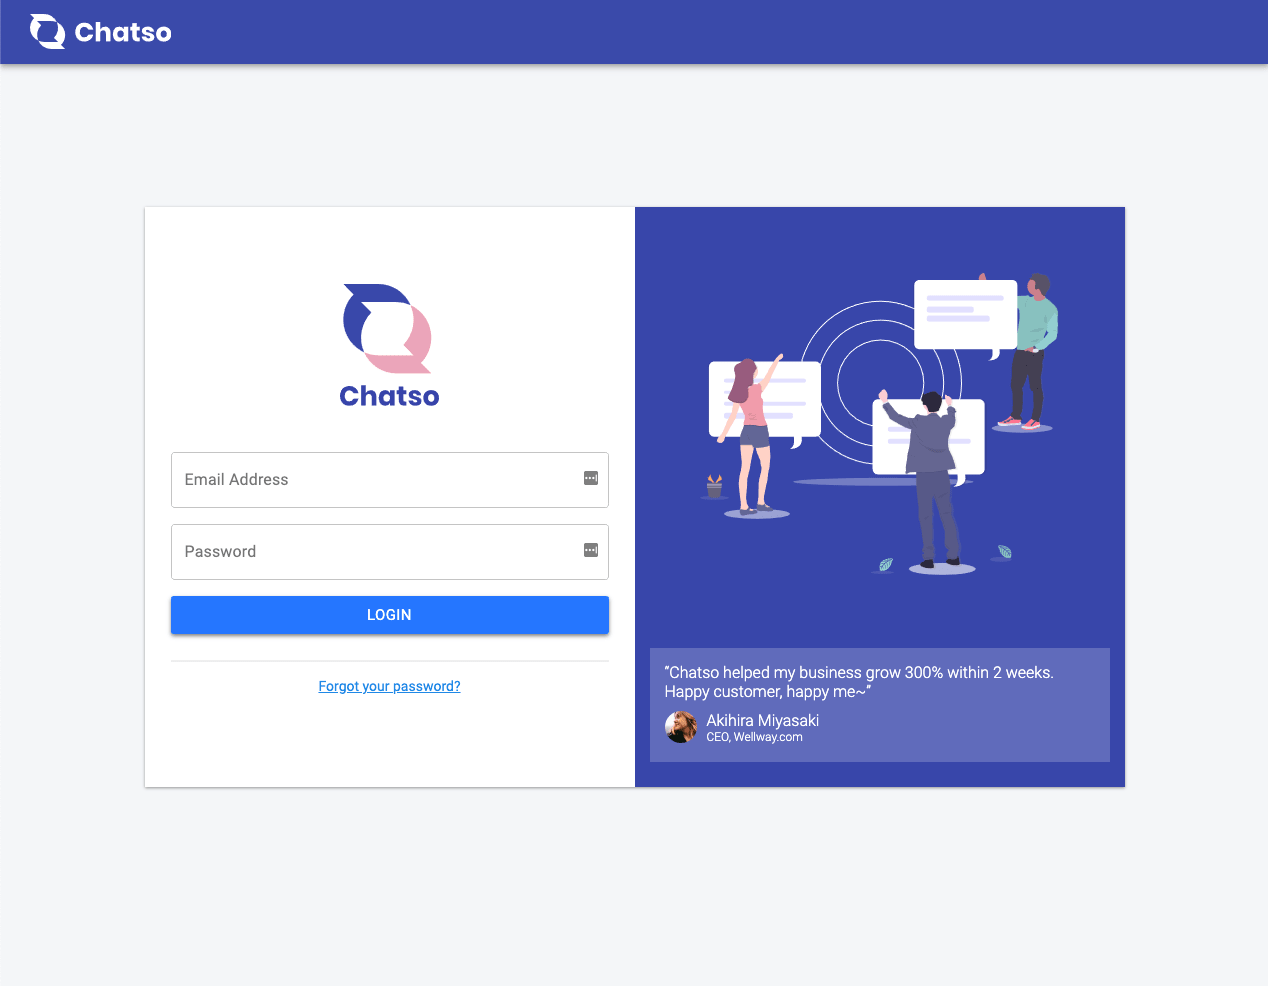 Chatso
Chatso
Email Address
Password
LOGIN
Forgot your password?
“Chatso helped my business grow 300% within 2 weeks.
Happy customer, happy me~”
Akihira Miyasaki
CEO, Wellway.com